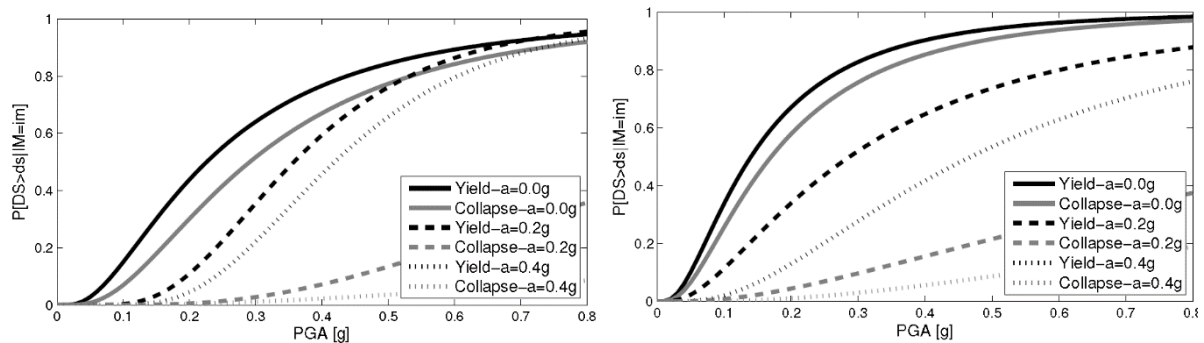 1
0.8
0.6
0.4
0.2
0
P[DS>ds|IM=im]
0 0.1 0.2 0.3 0.4 0.5 0.6 0.7 0.8
PGA [g]
Yield-a=0.0g
Collapse-a=0.0g
Yield-a=0.2g
Collapse-a=0.2g
Yield-a=0.4g
Collapse-a=0.4g
1
0.8
0.6
0.4
0.2
0
P[DS>ds|IM=im]
0 0.1 0.2 0.3 0.4 0.5 0.6 0.7 0.8
PGA [g]
Yield-a=0.0g
Collapse-a=0.0g
Yield-a=0.2g
Collapse-a=0.2g
Yield-a=0.4g
Collapse-a=0.4g